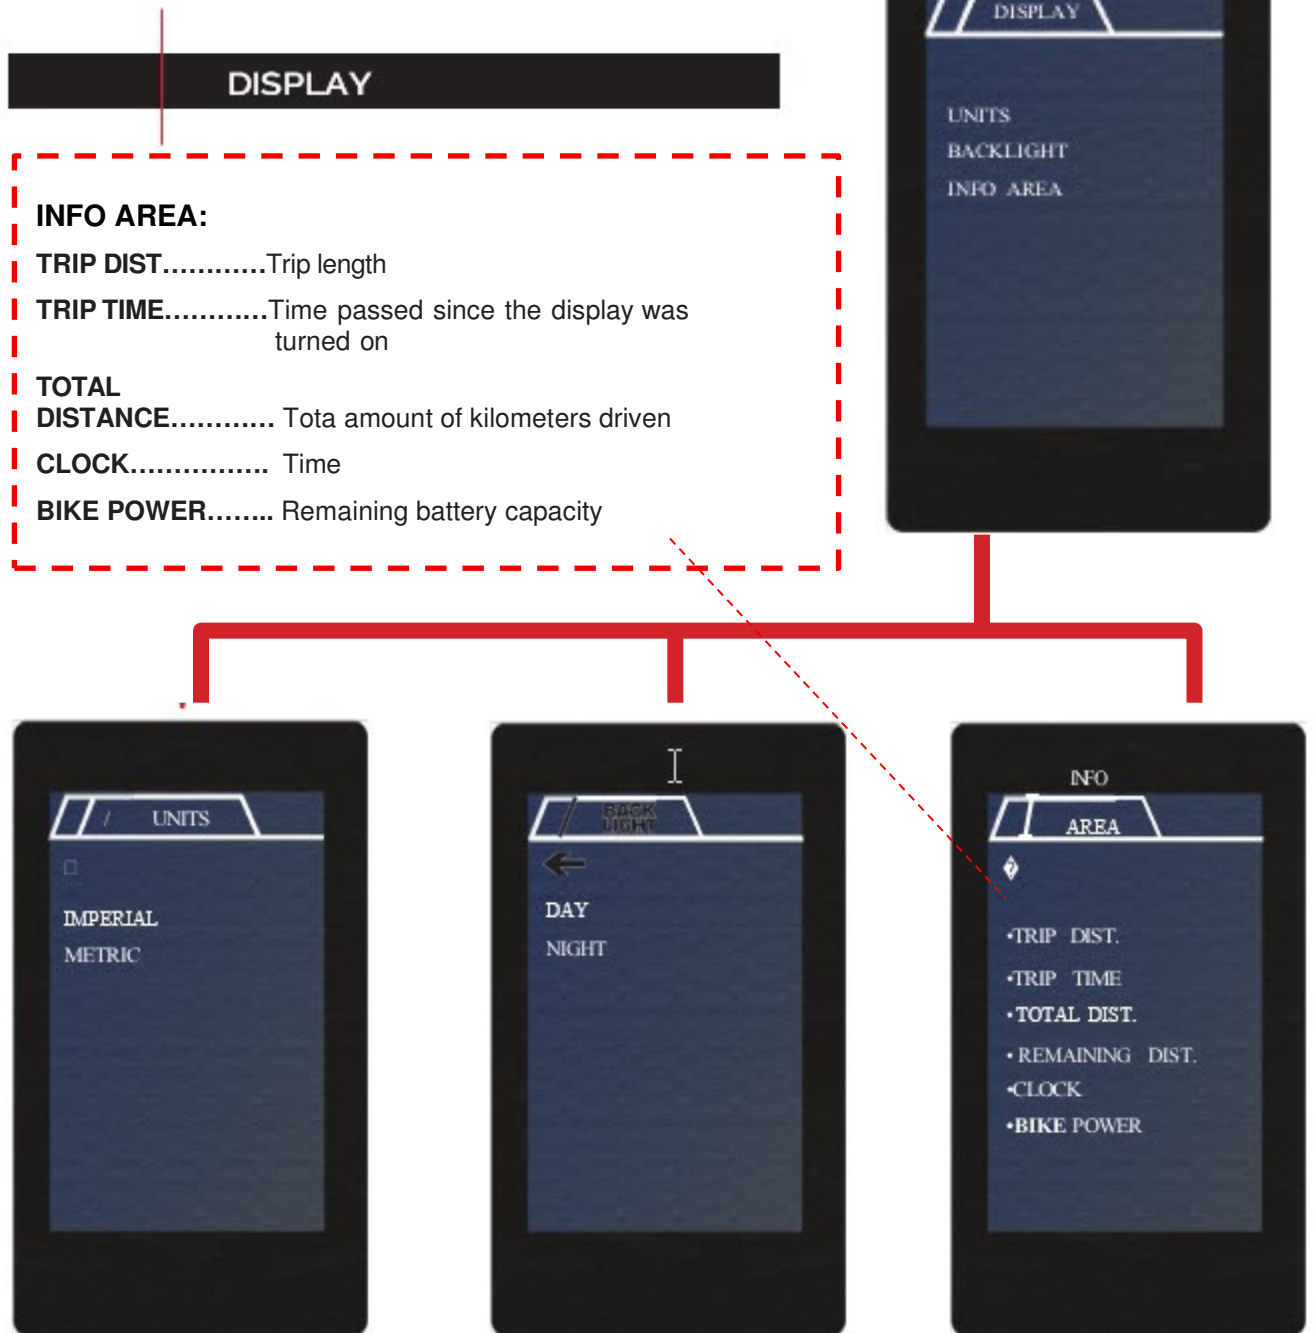 DISPLAY
DISPLAY
UNITS
BACKLIGHT
INFO AREA
INFO AREA:
TRIP DIST…………Trip length
TRIP TIME…………Time passed since the display was
turned on
TOTAL
DISTANCE………… Tota amount of kilometers driven
CLOCK……………. Time
BIKE POWER…….. Remaining battery capacity
/ UNITS
IMPERIAL
METRIC
BACK
LIGHT
DAY
NIGHT
INFO
AREA
•TRIP DIST.
•TRIP TIME
•TOTAL DIST.
• REMAINING DIST.
•CLOCK
•BIKE POWER